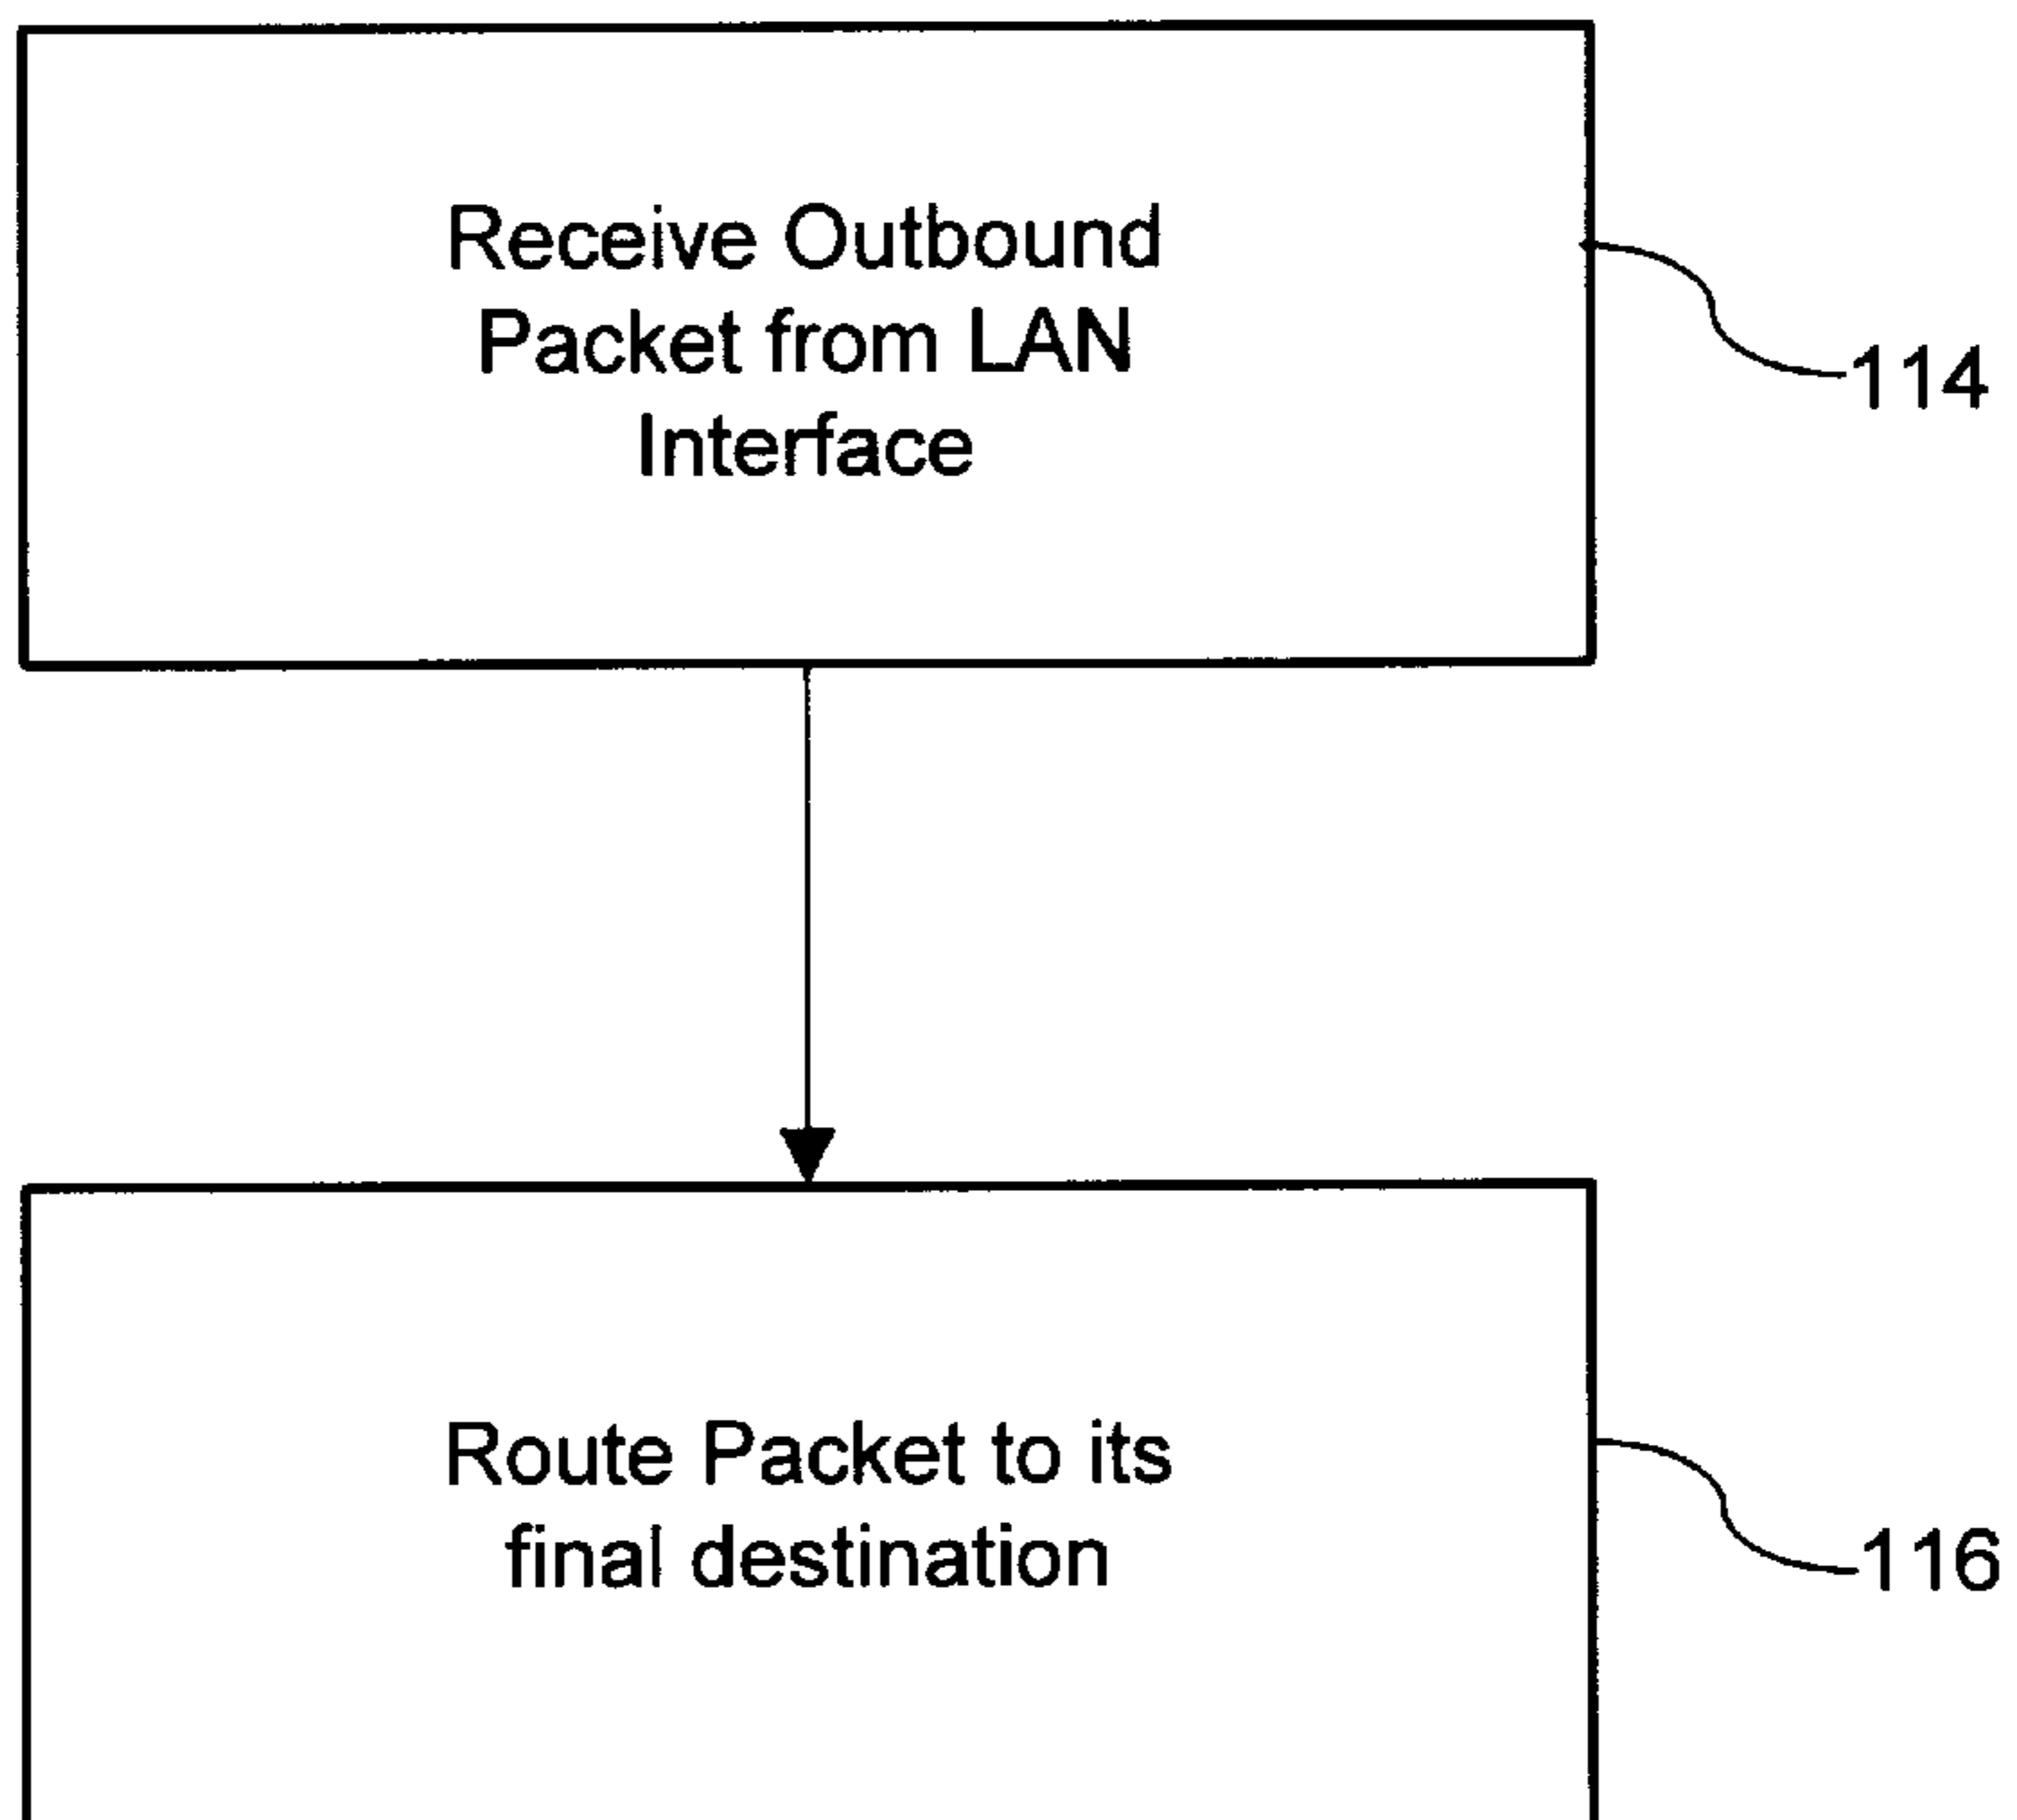 Receive Outbound
Packet from LAN
Interface
114
Route Packet to its
final destination
116